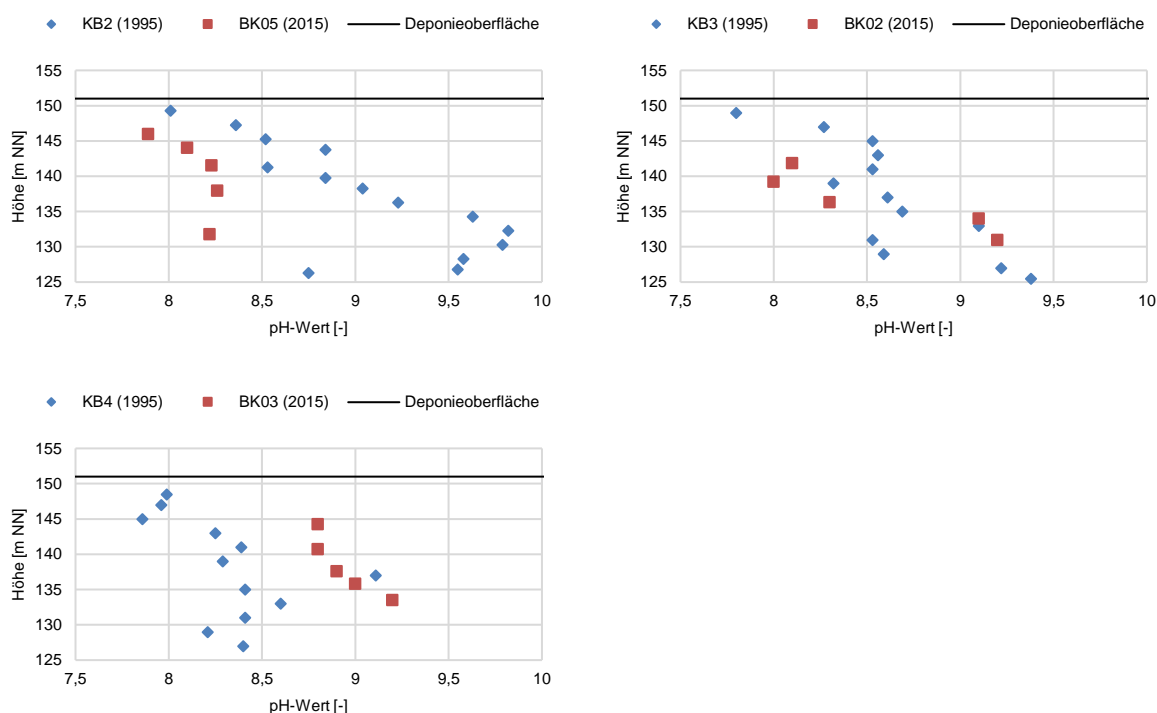 KB2 (1995) BK05 (2015) Deponieoberfläche
155
150
145
140
135
130
125
Höhe [m NN]
7,5 8 8,5 9 9,5 10
pH-Wert [-]
KB3 (1995) BK02 (2015) Deponieoberfläche
155
150
145
140
135
130
125
Höhe [m NN]
7,5 8 8,5 9 9,5 10
pH-Wert [-]
KB4 (1995) BK03 (2015) Deponieoberfläche
155
150
145
140
135
130
125
Höhe [m NN]
7,5 8 8,5 9 9,5 10
pH-Wert [-]